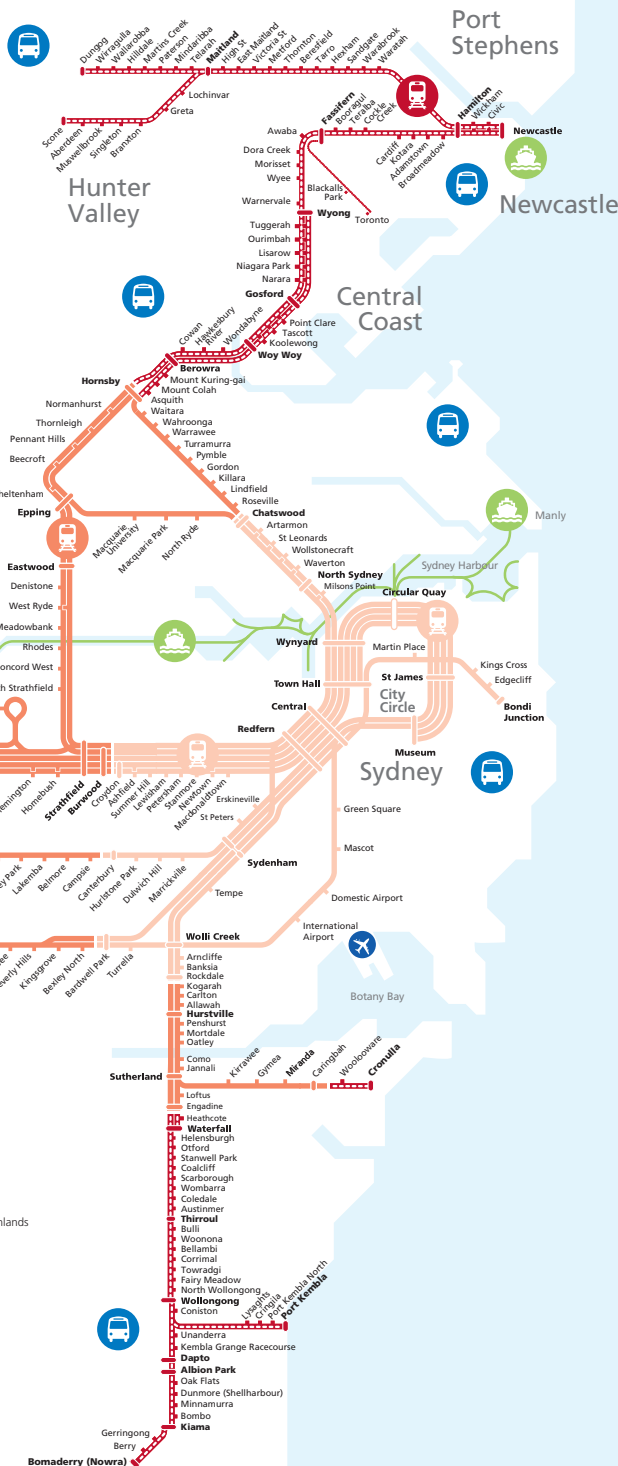 Port
Stephens
Dungog
Wirragulla
Wallarobba
Hilldale
Martins Creek
Paterson
Mindaribba
Telarah
Maitland
High St
East Maitland
Victoria St
Metford
Thornton
Beresfield
Tarro
Hexham
Sandgate
Warabrook
Waratah
Lochinvar
Greta
Scone
Aberdeen
Muswellbrook
Singleton
Branxton
Hunter
Valley
Hamilton
Wickham
Civic
Newcastle
Fassifern
Booragul
Teralba
Cockle
Creek
Cardiff
Kotara
Adamstown
Broadmeadow
Newcastle
Awaba
Dora Creek
Morisset
Wyee
Warnervale
Blackalls
Park
Toronto
Wyong
Tuggerah
Ourimbah
Lisarow
Niagara Park
Narara
Gosford
Central
Coast
Point Clare
Tascott
Koolewong
Woy Woy
Wondabyne
Hawkesbury
River
Cowan
Berowra
Mount Kuring-gai
Mount Colah
Asquith
Hornsby
Waitara
Wahroonga
Warrawee
Turramurra
Pymble
Gordon
Killara
Lindfield
Roseville
Chatswood
Normanhurst
Thornleigh
Pennant Hills
Beecroft
heltenham
Epping
Macquarie
University
Macquarie Park
North Ryde
Artarmon
St Leonards
Wollstonecraft
Waverton
North Sydney
Milsons Point
Manly
Sydney Harbour
Circular Quay
Eastwood
Denistone
West Ryde
Meadowbank
Rhodes
oncord West
h Strathfield
Wynyard
Martin Place
Kings Cross
Edgecliff
Bondi
Junction
Town Hall
St James
City
Circle
Central
Redfern
Museum
Sydney
lemington
Homebush
Strathfield
Burwood
Croydon
Ashfield
Summer Hill
Lewisham
Petersham
Stanmore
Newtown
Macdonaldtown
Erskineville
St Peters
Green Square
Mascot
Domestic Airport
International
Airport
Sydenham
ey Park
Lakemba
Belmore
Campsie
Canterbury
Hurlstone Park
Dulwich Hill
Marrickville
Tempe
Wolli Creek
ee
everly Hills
Kingsgrove
Bexley North
Bardwell Park
Turrella
Botany Bay
Arncliffe
Banksia
Rockdale
Kogarah
Carlton
Allawah
Hurstville
Penshurst
Mortdale
Oatley
Como
Jannali
Sutherland
Kirrawee
Gymea
Miranda
Caringbah
Woolooware
Cronulla
Loftus
Engadine
Heathcote
Waterfall
Helensburgh
Otford
Stanwell Park
Coalcliff
Scarborough
Wombarra
Coledale
Austinmer
nlands
Thirroul
Bulli
Woonona
Bellambi
Corrimal
Towradgi
Fairy Meadow
North Wollongong
Wollongong
Coniston
Lysaghts
Cringila
Port Kembla North
Port Kembla
Unanderra
Kembla Grange Racecourse
Dapto
Albion Park
Oak Flats
Dunmore (Shellharbour)
Minnamurra
Bombo
Kiama
Gerringong
Berry
Bomaderry (Nowra)